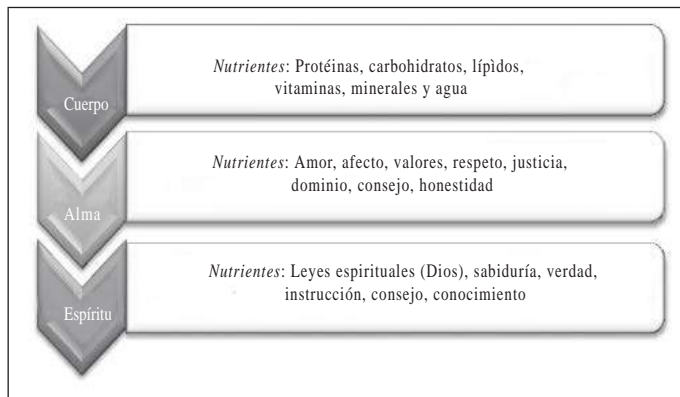 Cuerpo
Nutrientes: Protéinas, carbohidratos, lípìdos,
vitaminas, minerales y agua
Alma
Nutrientes: Amor, afecto, valores, respeto, justicia,
dominio, consejo, honestidad
Espíritu
Nutrientes: Leyes espirituales (Dios), sabiduría, verdad,
instrucción, consejo, conocimiento